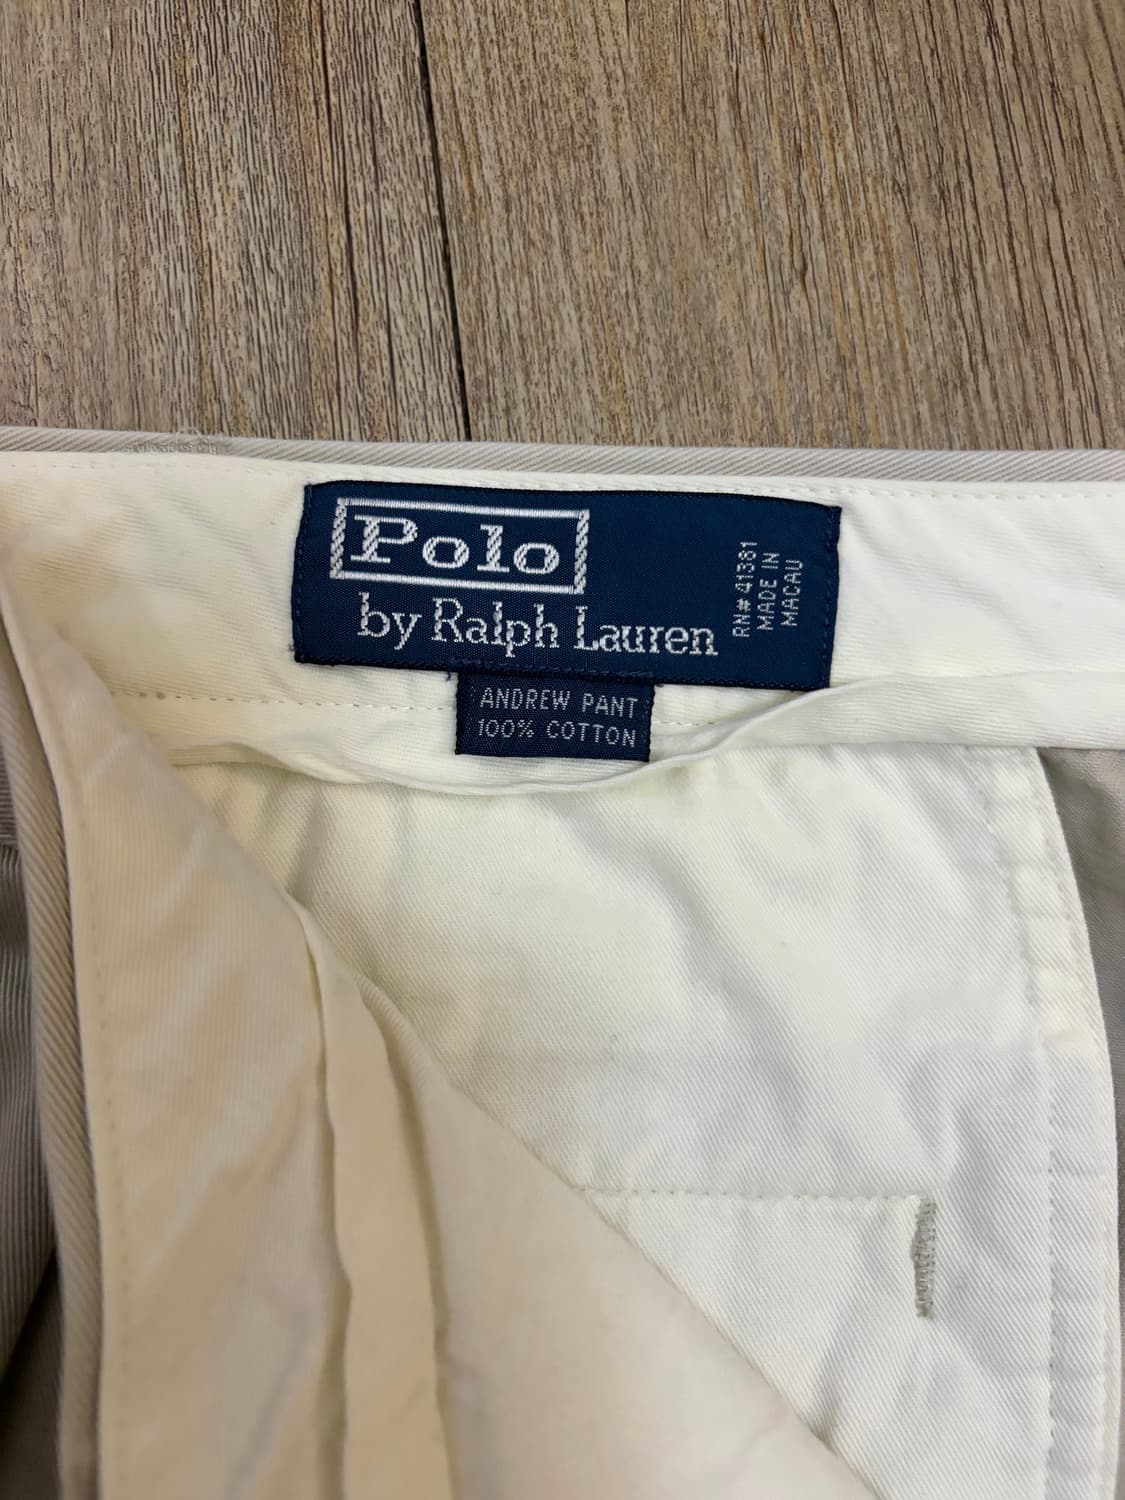 Polo
by Ralph Lauren
RN# 41381
MADE IN
MACAU
ANDREW PANT
100% COTTON